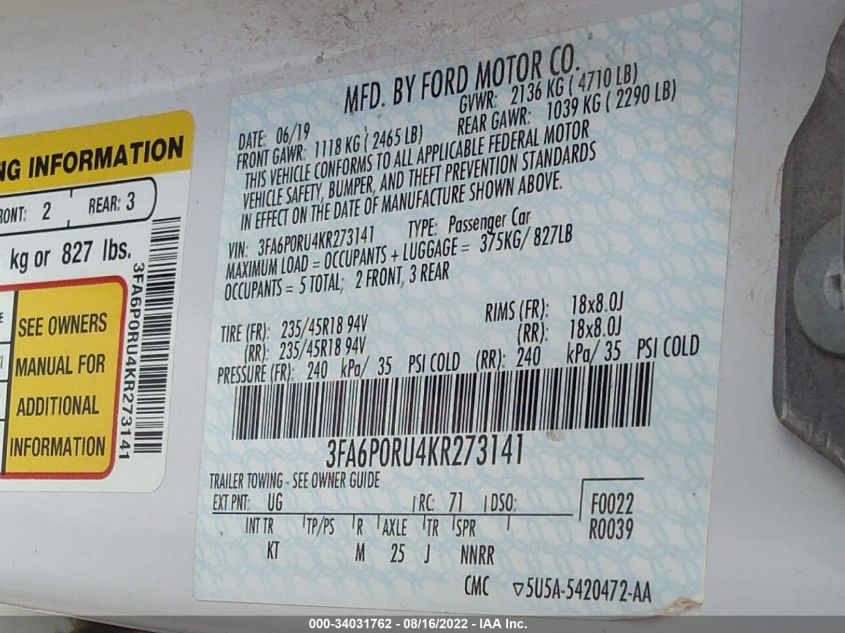 NG INFORMATION
RONT: 2 REAR: 3
kg or 827 lbs.
SEE OWNERS
MANUAL FOR
ADDITIONAL
INFORMATION
3FA6P0RU4KR273141
MFD. BY FORD MOTOR CO.
DATE: 06/19 GVWR: 2136 KG ( 4710 LB)
FRONT GAWR: 1118 KG ( 2465 LB) REAR GAWR: 1039 KG ( 2290 LB)
THIS VEHICLE CONFORMS TO ALL APPLICABLE FEDERAL MOTOR
VEHICLE SAFETY, BUMPER, AND THEFT PREVENTION STANDARDS
IN EFFECT ON THE DATE OF MANUFACTURE SHOWN ABOVE.
VIN: 3FA6P0RU4KR273141 TYPE: Passenger Car
MAXIMUM LOAD = OCCUPANTS + LUGGAGE = 375KG/ 827LB
OCCUPANTS = 5 TOTAL; 2 FRONT, 3 REAR
TIRE (FR): 235/45R18 94V RIMS (FR): 18x8.0J
(RR): 235/45R18 94V (RR): 18x8.0J
PRESSURE (FR): 240 kPa/ 35 PSI COLD (RR): 240 kPa/ 35 PSI COLD
3FA6P0RU4KR273141
TRAILER TOWING - SEE OWNER GUIDE
EXT PNT: UG RC: 71 DSO: F0022
INT TR TP/PS R AXLE TR SPR R0039
KT M 25 J NNRR
CMC ▽5U5A-5420472-AA
000-34031762 - 08/16/2022 - IAA Inc.